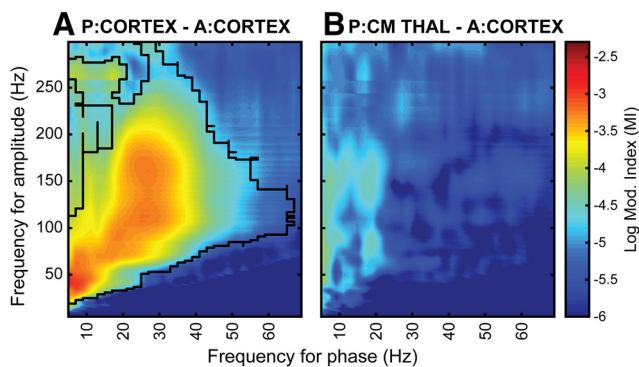 A P:CORTEX - A:CORTEX
B P:CM THAL - A:CORTEX
Frequency for amplitude (Hz)
250
200
150
100
50
10 20 30 40 50 60
10 20 30 40 50 60
Frequency for phase (Hz)
-2.5
-3
-3.5
-4
-4.5
-5
-5.5
-6
Log Mod. Index (MI)